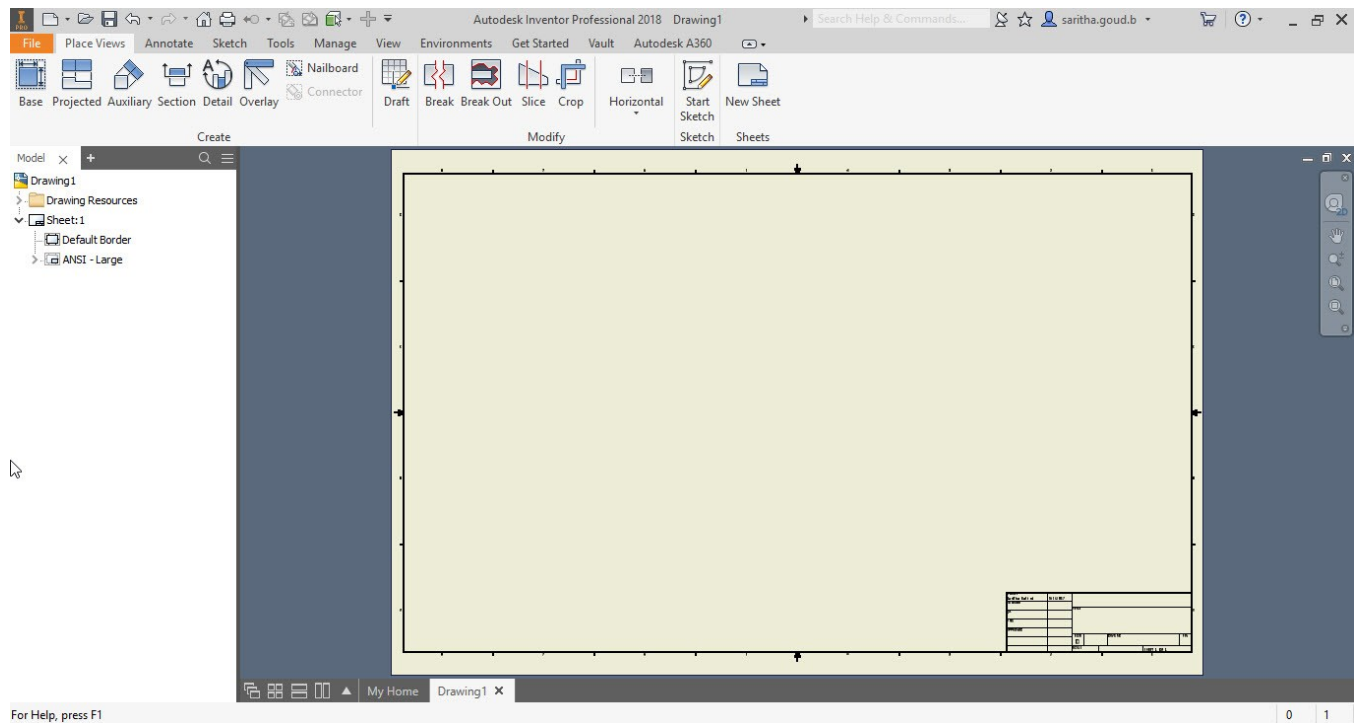 PRO
Autodesk Inventor Professional 2018 Drawing1
Search Help & Commands...
saritha.goud.b
File Place Views Annotate Sketch Tools Manage View Environments Get Started Vault Autodesk A360
Nailboard
Connector
Base Projected Auxiliary Section Detail Overlay Draft Break Break Out Slice Crop Horizontal Start Sketch New Sheet
Create Modify Sketch Sheets
Model
Drawing1
Drawing Resources
Sheet:1
Default Border
ANSI - Large
My Home Drawing1
For Help, press F1 0 1